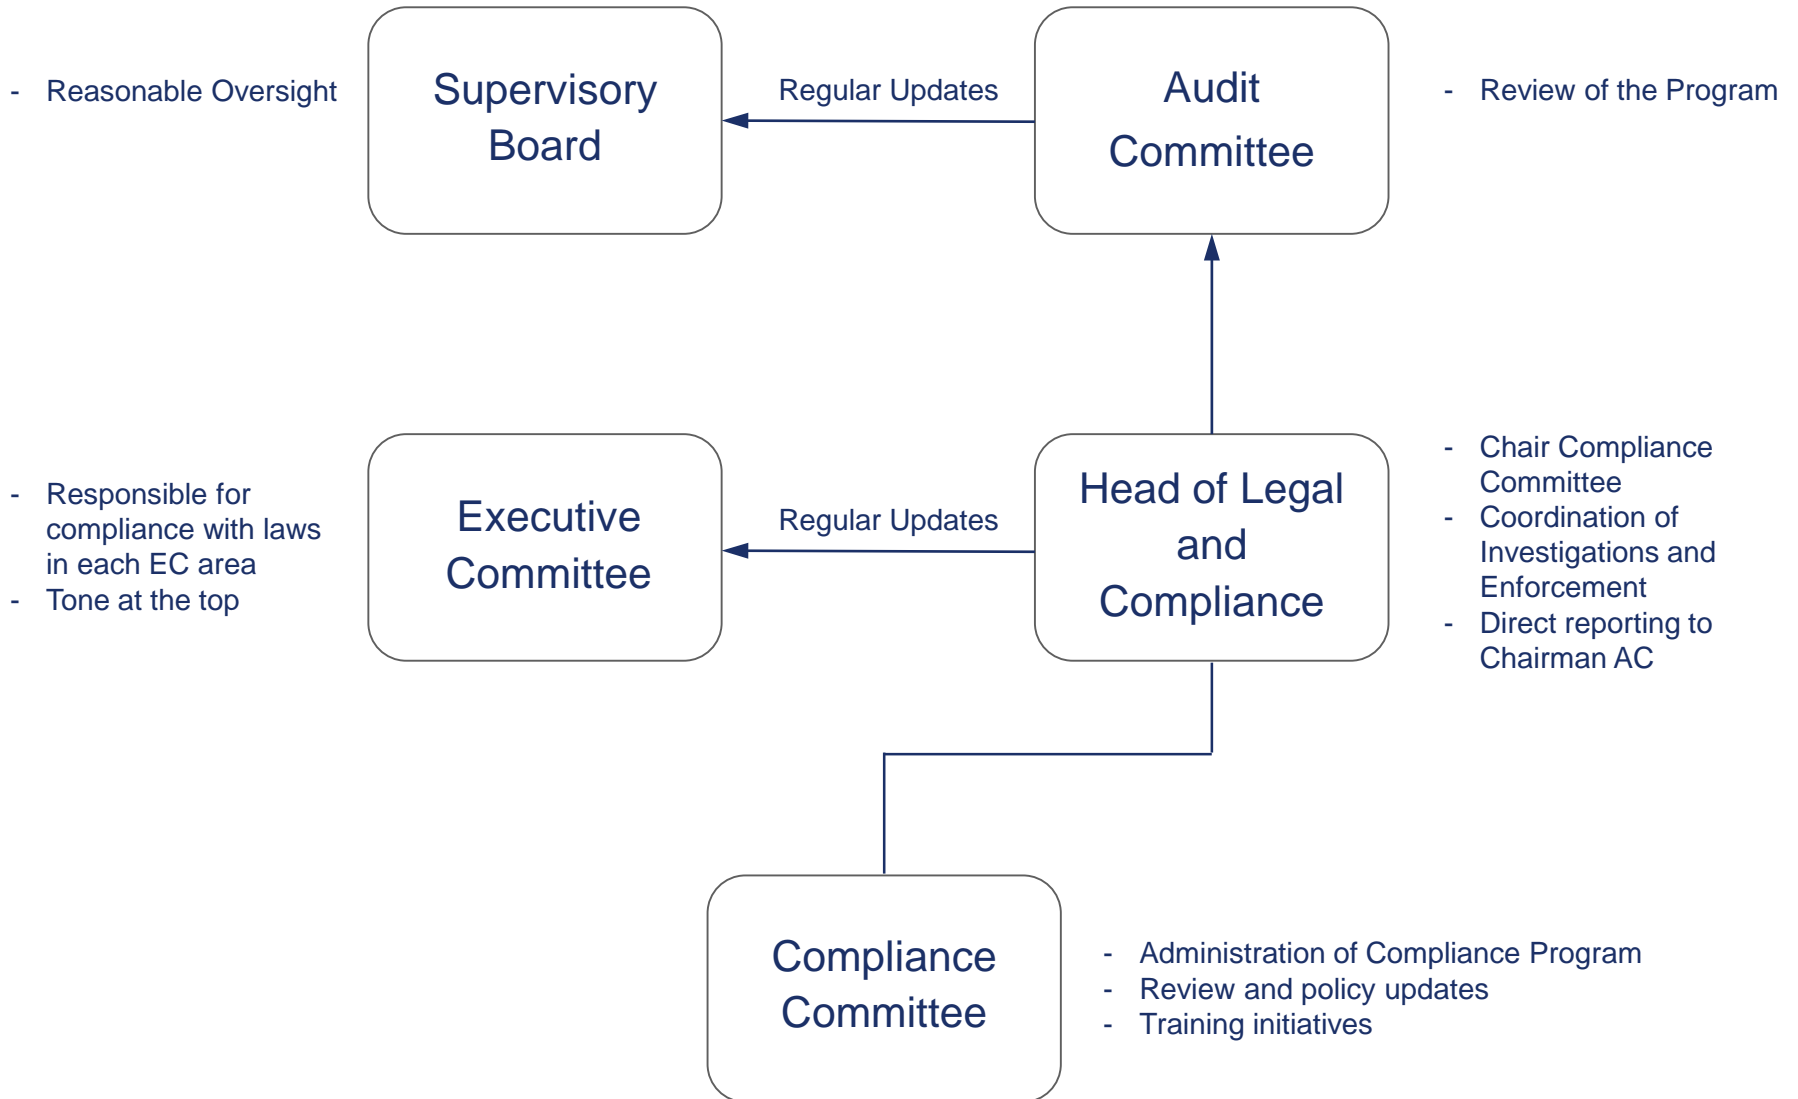 - Reasonable Oversight
Supervisory
Board
Regular Updates
Audit
Committee
- Review of the Program
- Responsible for
compliance with laws
in each EC area
- Tone at the top
Executive
Committee
Regular Updates
Head of Legal
and
Compliance
- Chair Compliance
Committee
- Coordination of
Investigations and
Enforcement
- Direct reporting to
Chairman AC
Compliance
Committee
- Administration of Compliance Program
- Review and policy updates
- Training initiatives